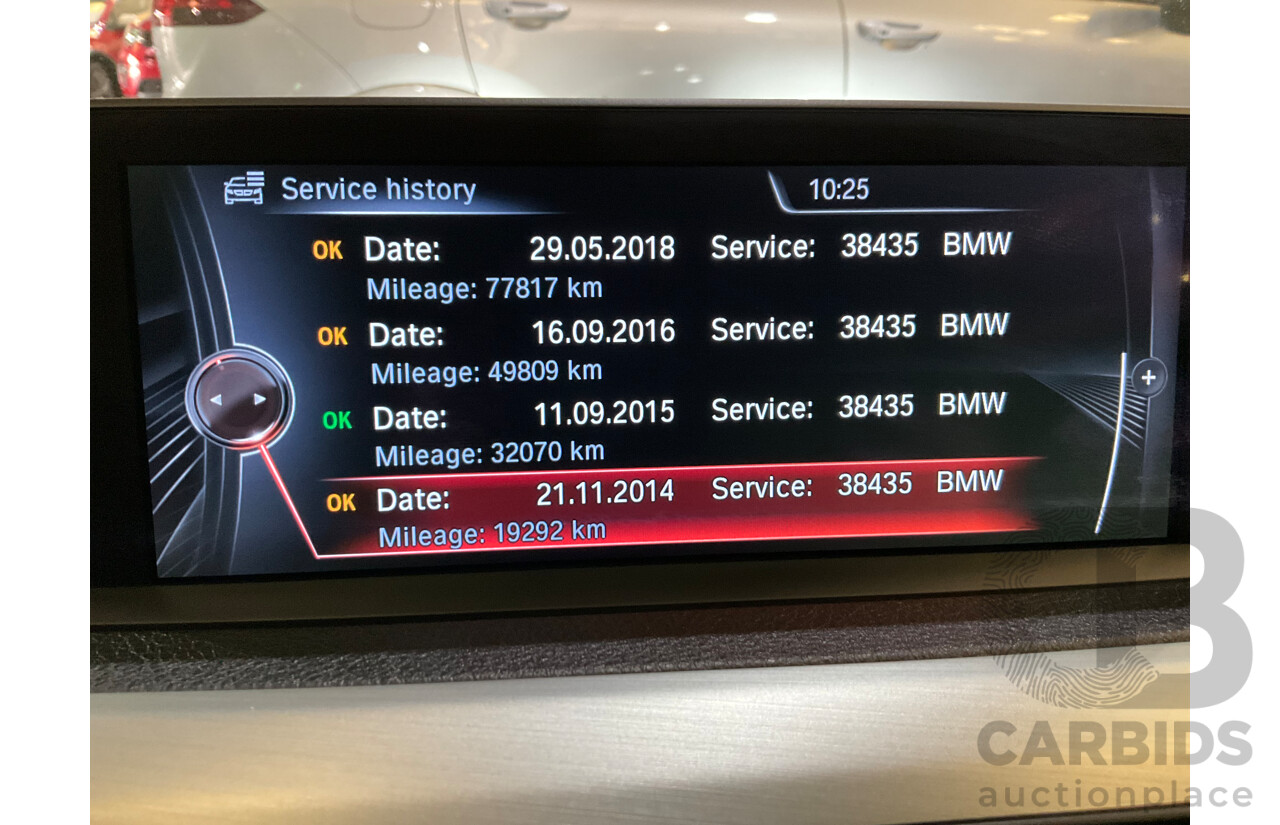 Service history 10:25
OK Date: 29.05.2018 Service: 38435 BMW
Mileage: 77817 km
OK Date: 16.09.2016 Service: 38435 BMW
Mileage: 49809 km
OK Date: 11.09.2015 Service: 38435 BMW
Mileage: 32070 km
OK Date: 21.11.2014 Service: 38435 BMW
Mileage: 19292 km
CARBIDS
auctionplace